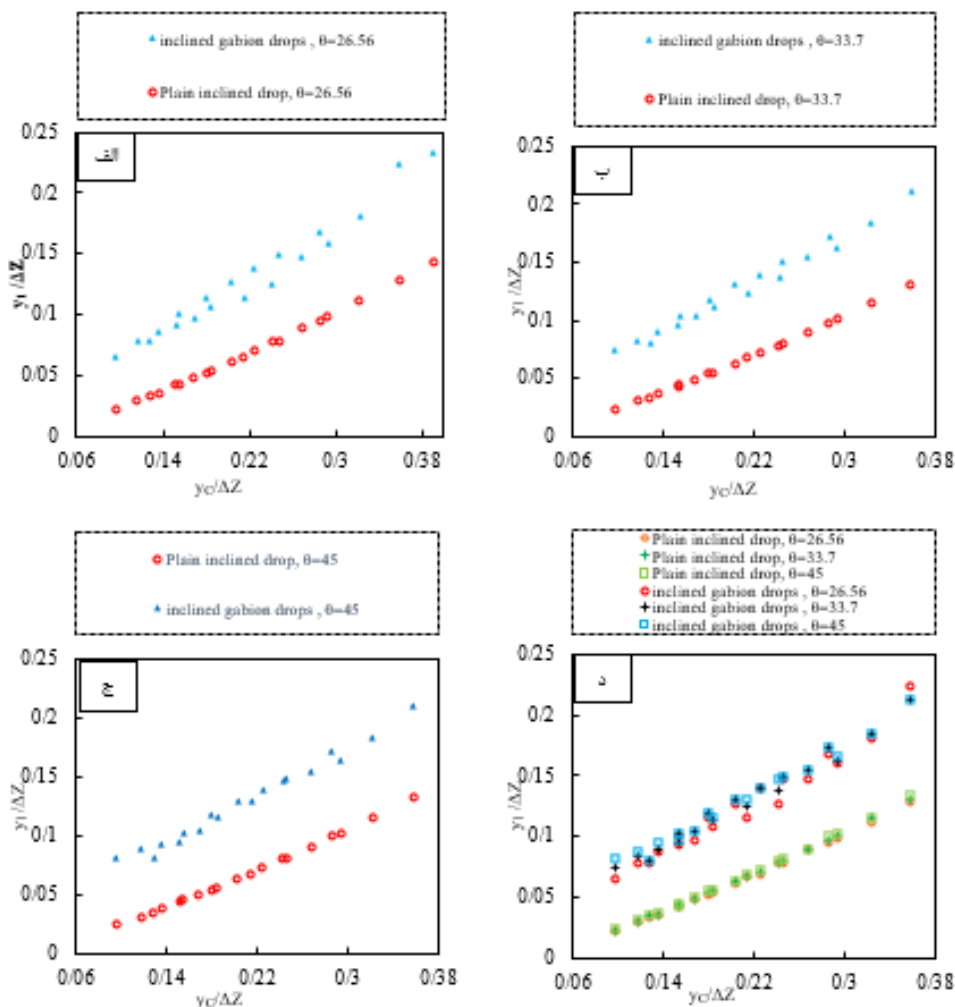 inclined gabion drops , θ=26.56
Plain inclined drop, θ=26.56
0/25
0/2
0/15
0/1
0/05
0
y₁/ΔZ
الف
0/06 0/14 0/22 0/3 0/38
y_C/ΔZ
inclined gabion drops , θ=33.7
Plain inclined drop, θ=33.7
0/25
0/2
0/15
0/1
0/05
0
y₁/ΔZ
ب
0/06 0/14 0/22 0/3 0/38
y_C/ΔZ
Plain inclined drop, θ=45
inclined gabion drops , θ=45
0/25
0/2
0/15
0/1
0/05
0
y₁/ΔZ
ج
0/06 0/14 0/22 0/3 0/38
y_C/ΔZ
Plain inclined drop, θ=26.56
Plain inclined drop, θ=33.7
Plain inclined drop, θ=45
inclined gabion drops , θ=26.56
inclined gabion drops , θ=33.7
inclined gabion drops , θ=45
0/25
0/2
0/15
0/1
0/05
0
y₁/ΔZ
د
0/06 0/14 0/22 0/3 0/38
y_C/ΔZ